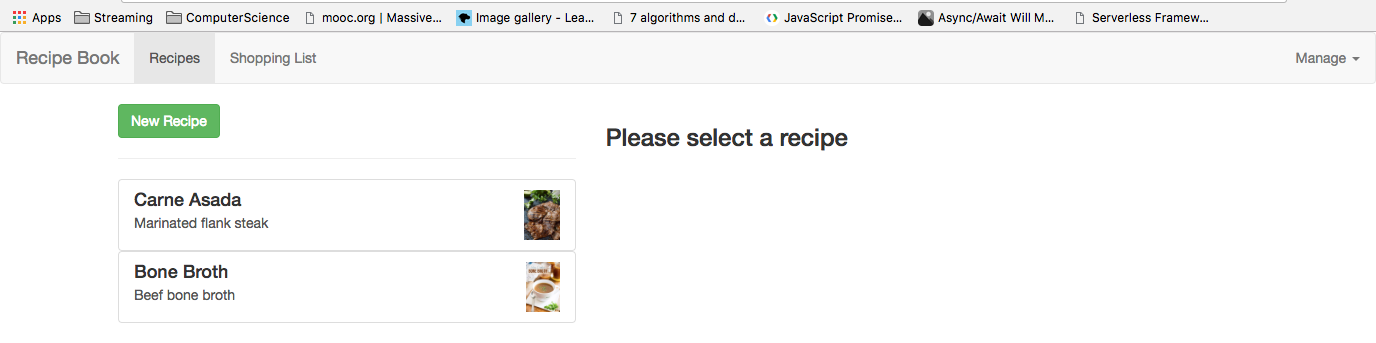 Apps Streaming ComputerScience mooc.org | Massive... Image gallery - Lea... 7 algorithms and d... JavaScript Promise... Async/Await Will M... Serverless Framew...
Recipe Book Recipes Shopping List Manage
New Recipe
Please select a recipe
Carne Asada
Marinated flank steak
Bone Broth
Beef bone broth